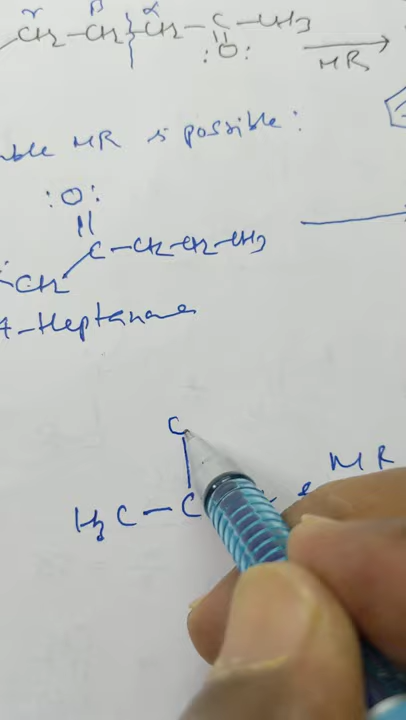 γ β α
CH2-CH2 CH2-C-CH3
:O: MR
ble MR is possible:
:O:
C-CH2-CH2-CH3
CH2
4-Heptanone
C
MR
H3C-C